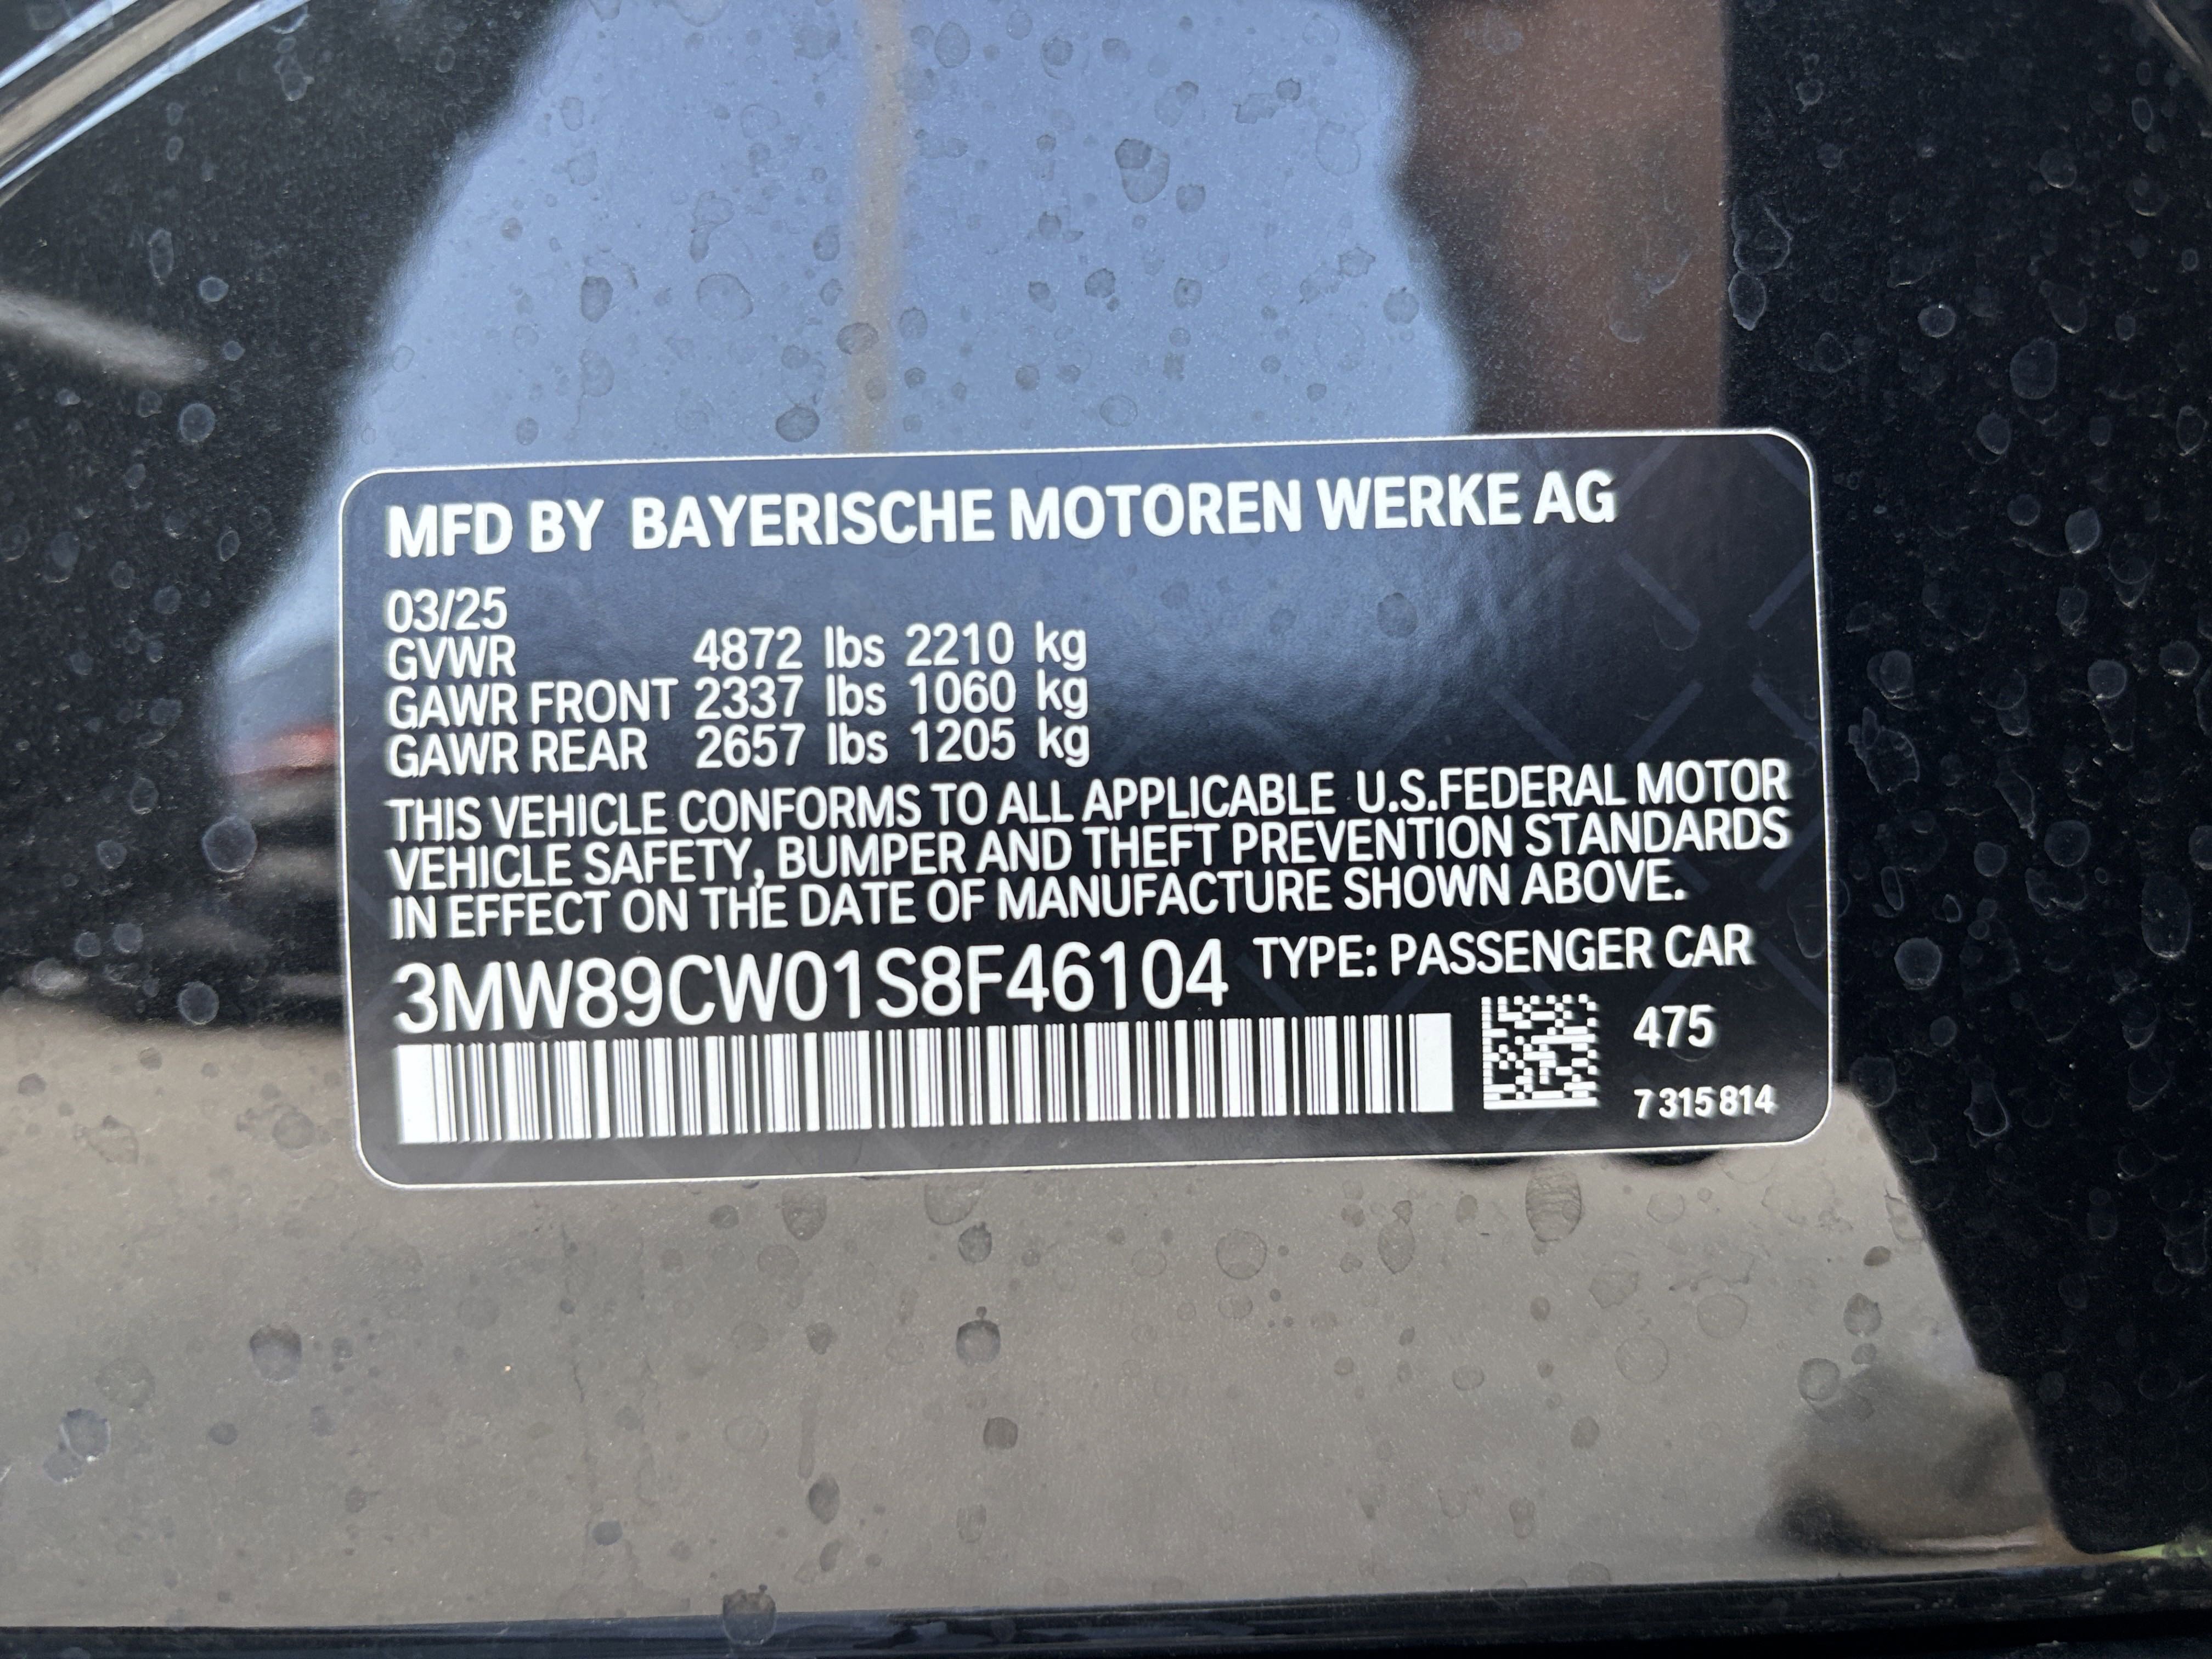 MFD BY BAYERISCHE MOTOREN WERKE AG
03/25
GVWR 4872 lbs 2210 kg
GAWR FRONT 2337 lbs 1060 kg
GAWR REAR 2657 lbs 1205 kg
THIS VEHICLE CONFORMS TO ALL APPLICABLE U.S.FEDERAL MOTOR
VEHICLE SAFETY, BUMPER AND THEFT PREVENTION STANDARDS
IN EFFECT ON THE DATE OF MANUFACTURE SHOWN ABOVE.
3MW89CW01S8F46104 TYPE: PASSENGER CAR
475
7 315 814